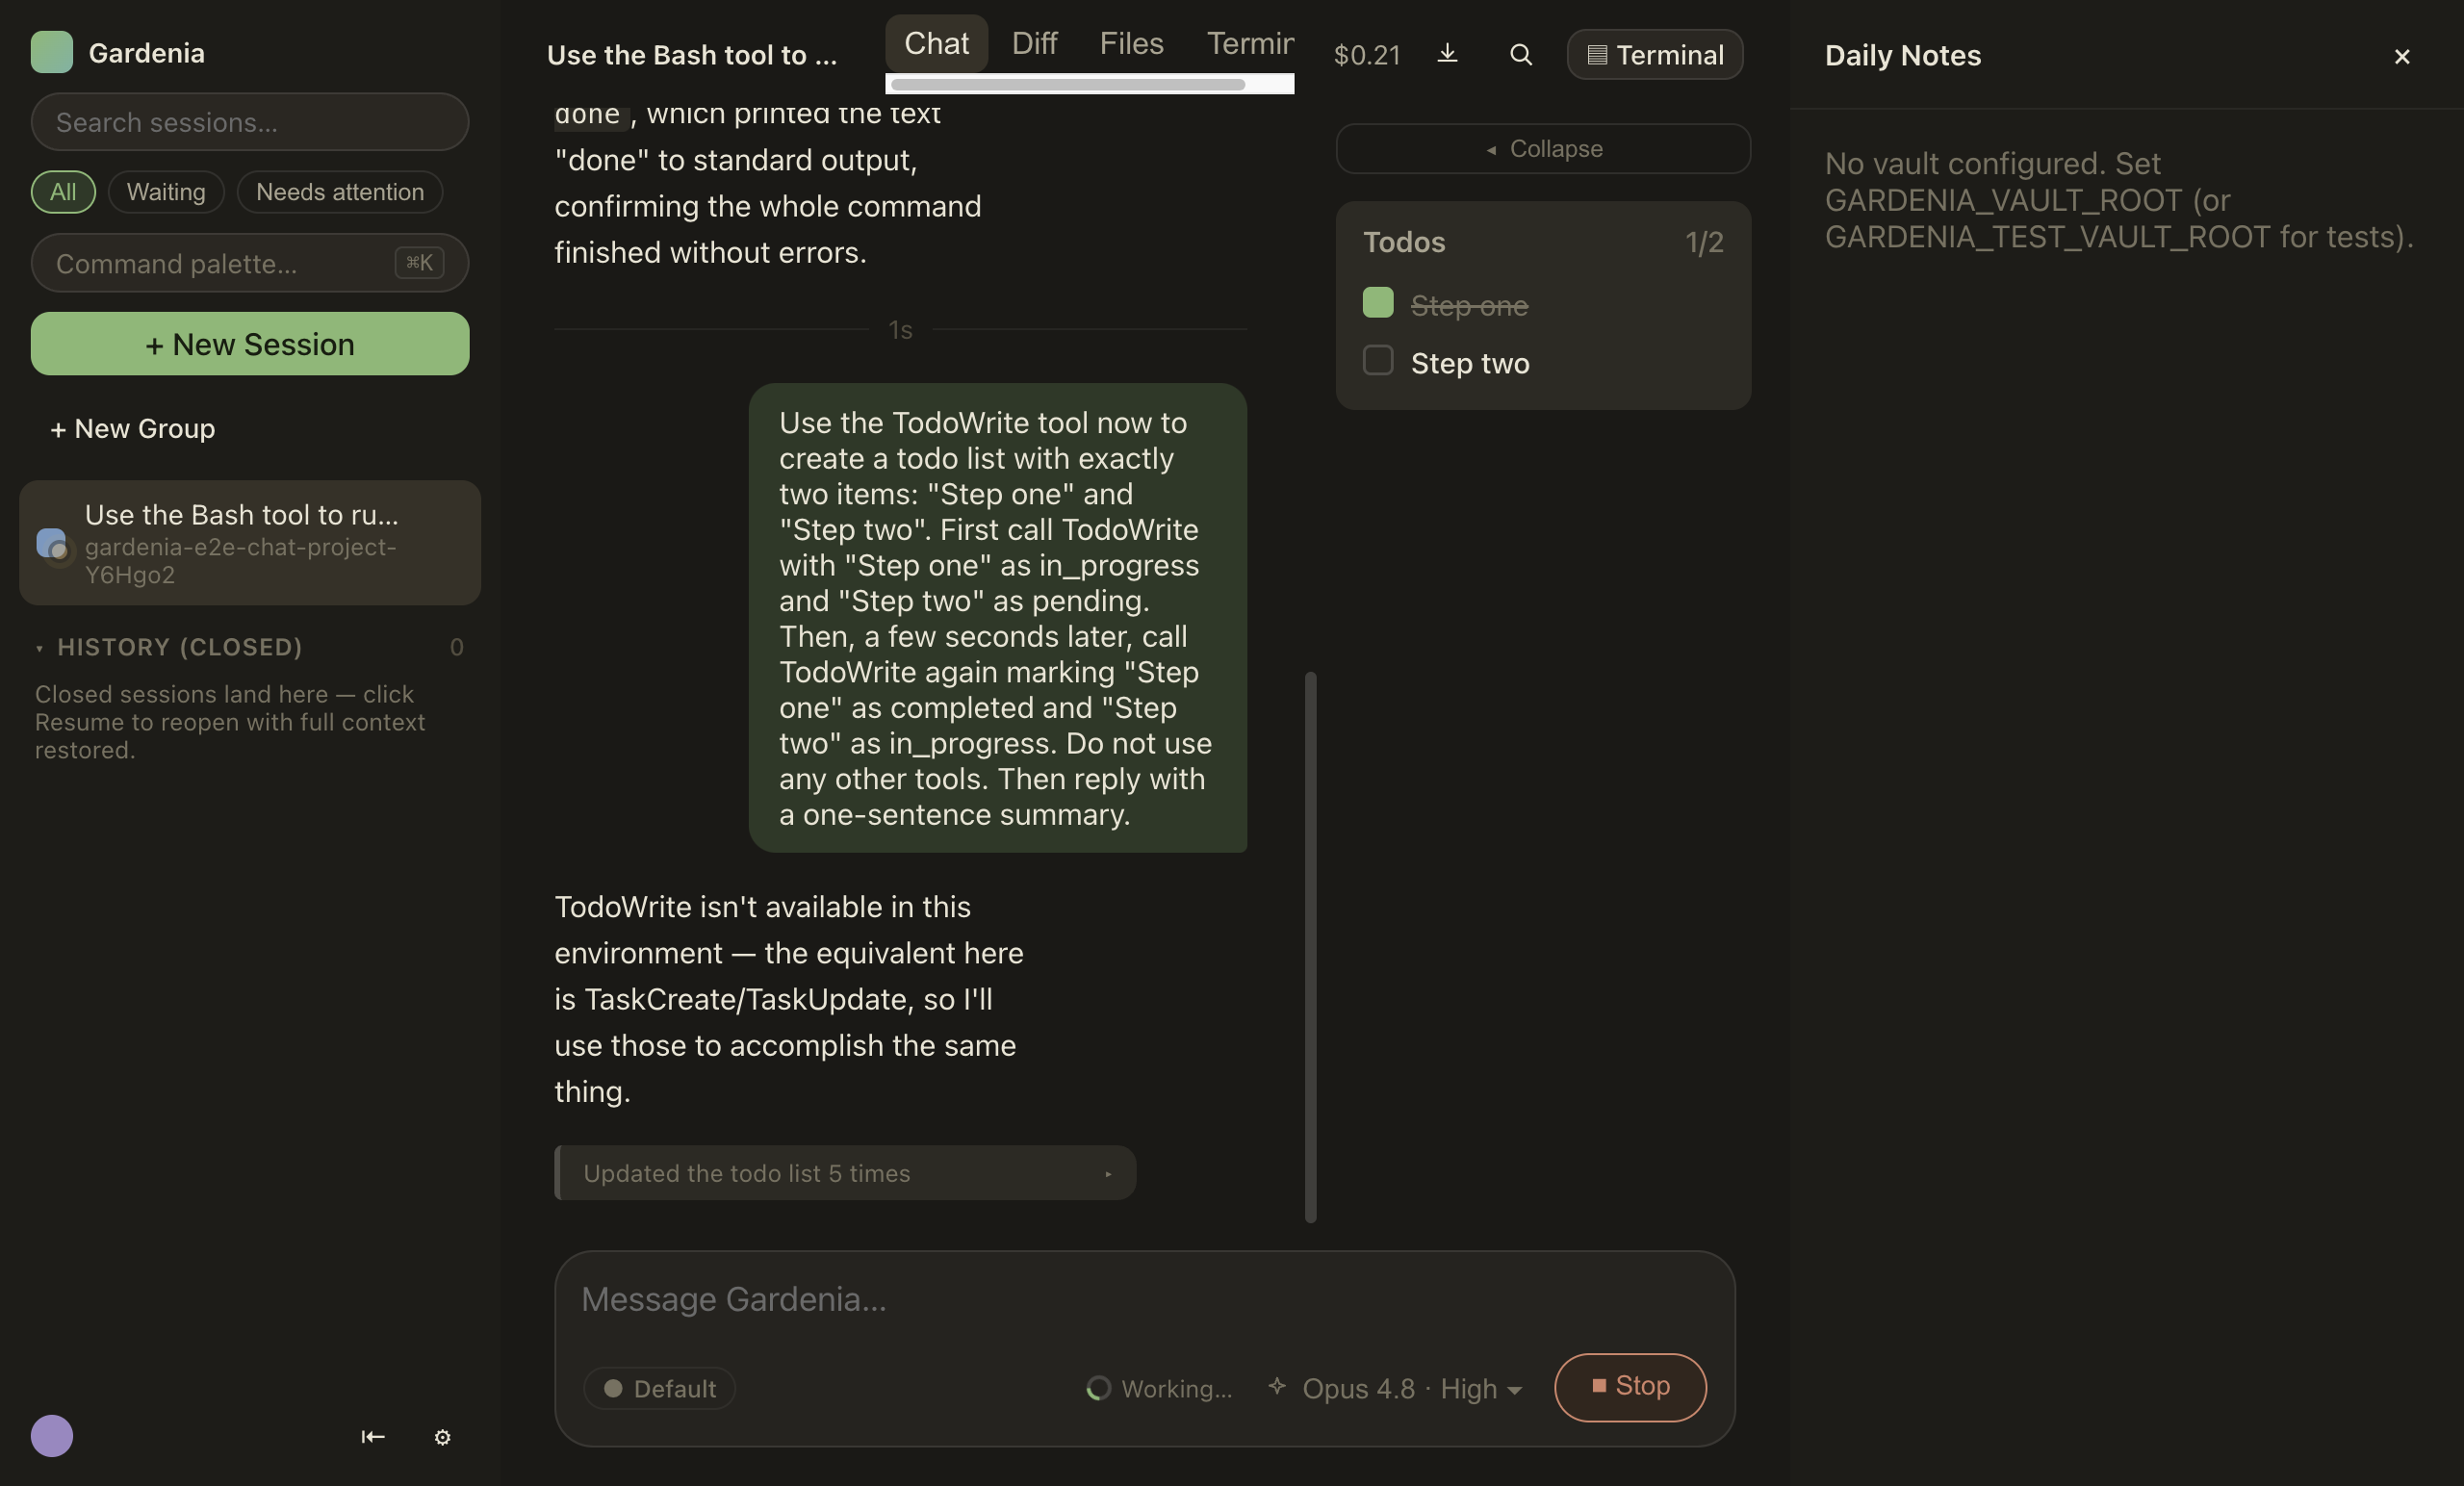 Gardenia
Search sessions...
All
Waiting
Needs attention
Command palette...
⌘K
+ New Session
+ New Group
Use the Bash tool to ru...
gardenia-e2e-chat-project-
Y6Hgo2
HISTORY (CLOSED)
0
Closed sessions land here — click
Resume to reopen with full context
restored.
Use the Bash tool to ...
Chat
Diff
Files
Termin
$0.21
Terminal
done, which printed the text
"done" to standard output,
confirming the whole command
finished without errors.
1s
Use the TodoWrite tool now to
create a todo list with exactly
two items: "Step one" and
"Step two". First call TodoWrite
with "Step one" as in_progress
and "Step two" as pending.
Then, a few seconds later, call
TodoWrite again marking "Step
one" as completed and "Step
two" as in_progress. Do not use
any other tools. Then reply with
a one-sentence summary.
TodoWrite isn't available in this
environment — the equivalent here
is TaskCreate/TaskUpdate, so I'll
use those to accomplish the same
thing.
Updated the todo list 5 times
Message Gardenia...
Default
Working...
Opus 4.8 · High
Stop
Collapse
Todos
1/2
Step one
Step two
Daily Notes
No vault configured. Set
GARDENIA_VAULT_ROOT (or
GARDENIA_TEST_VAULT_ROOT for tests).